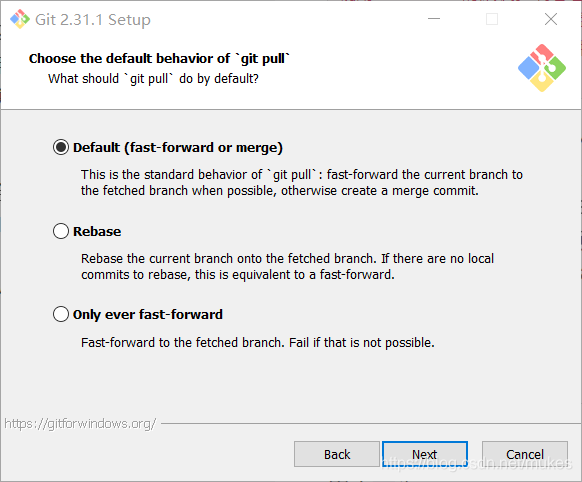 Git 2.31.1 Setup
Choose the default behavior of `git pull`
What should `git pull` do by default?
Default (fast-forward or merge)
This is the standard behavior of `git pull`: fast-forward the current branch to
the fetched branch when possible, otherwise create a merge commit.
Rebase
Rebase the current branch onto the fetched branch. If there are no local
commits to rebase, this is equivalent to a fast-forward.
Only ever fast-forward
Fast-forward to the fetched branch. Fail if that is not possible.
https://gitforwindows.org/
Back
Next
Cancel
https://blog.csdn.net/mukes